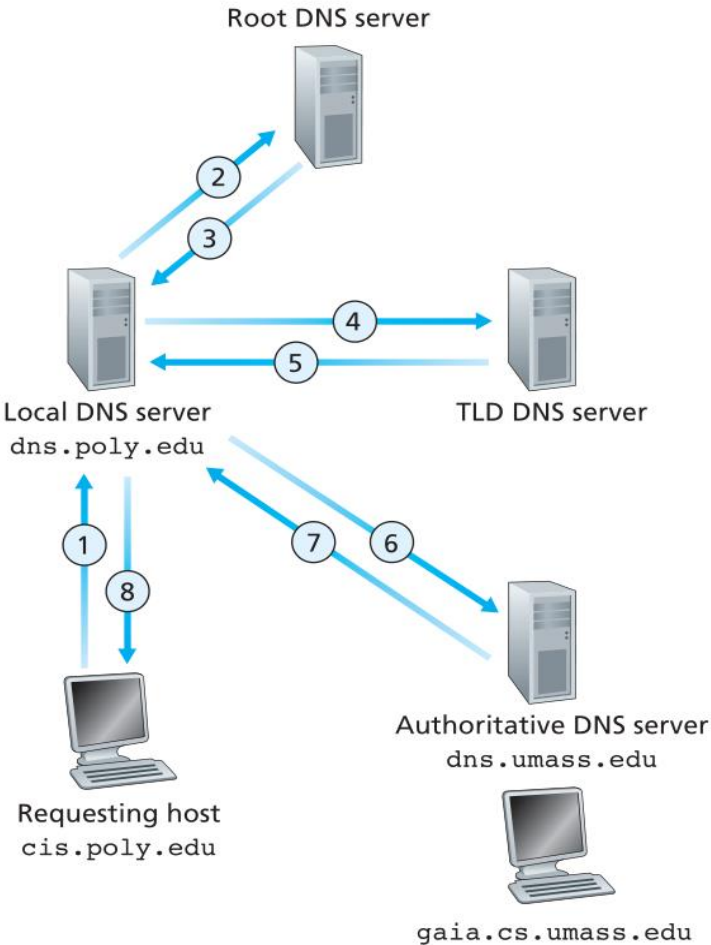 Root DNS server
2
3
4
5
Local DNS server
dns.poly.edu
TLD DNS server
1
8
7
6
Requesting host
cis.poly.edu
Authoritative DNS server
dns.umass.edu
gaia.cs.umass.edu